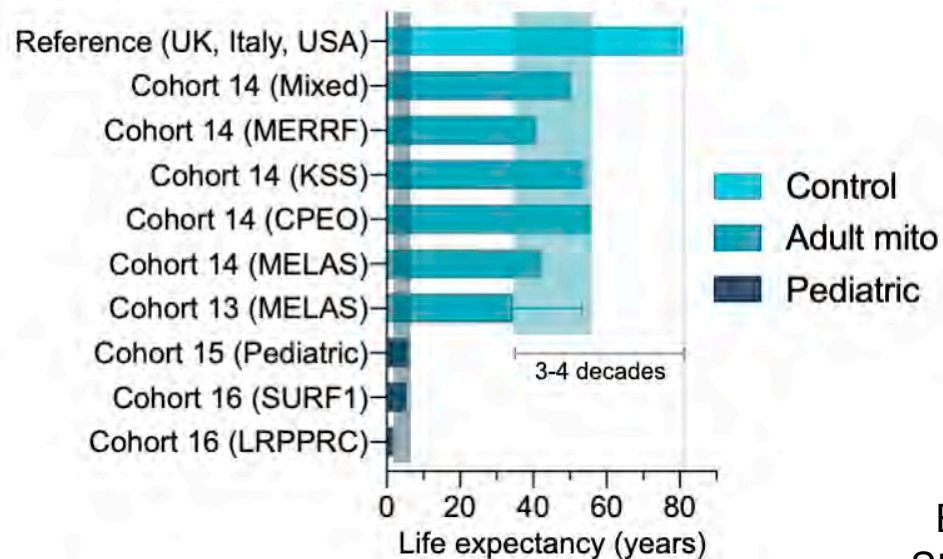 Reference (UK, Italy, USA)
Cohort 14 (Mixed)
Cohort 14 (MERRF)
Cohort 14 (KSS)
Cohort 14 (CPEO)
Cohort 14 (MELAS)
Cohort 13 (MELAS)
Cohort 15 (Pediatric)
Cohort 16 (SURF1)
Cohort 16 (LRPPRC)
Control
Adult mito
Pediatric
3-4 decades
0 20 40 60 80
Life expectancy (years)